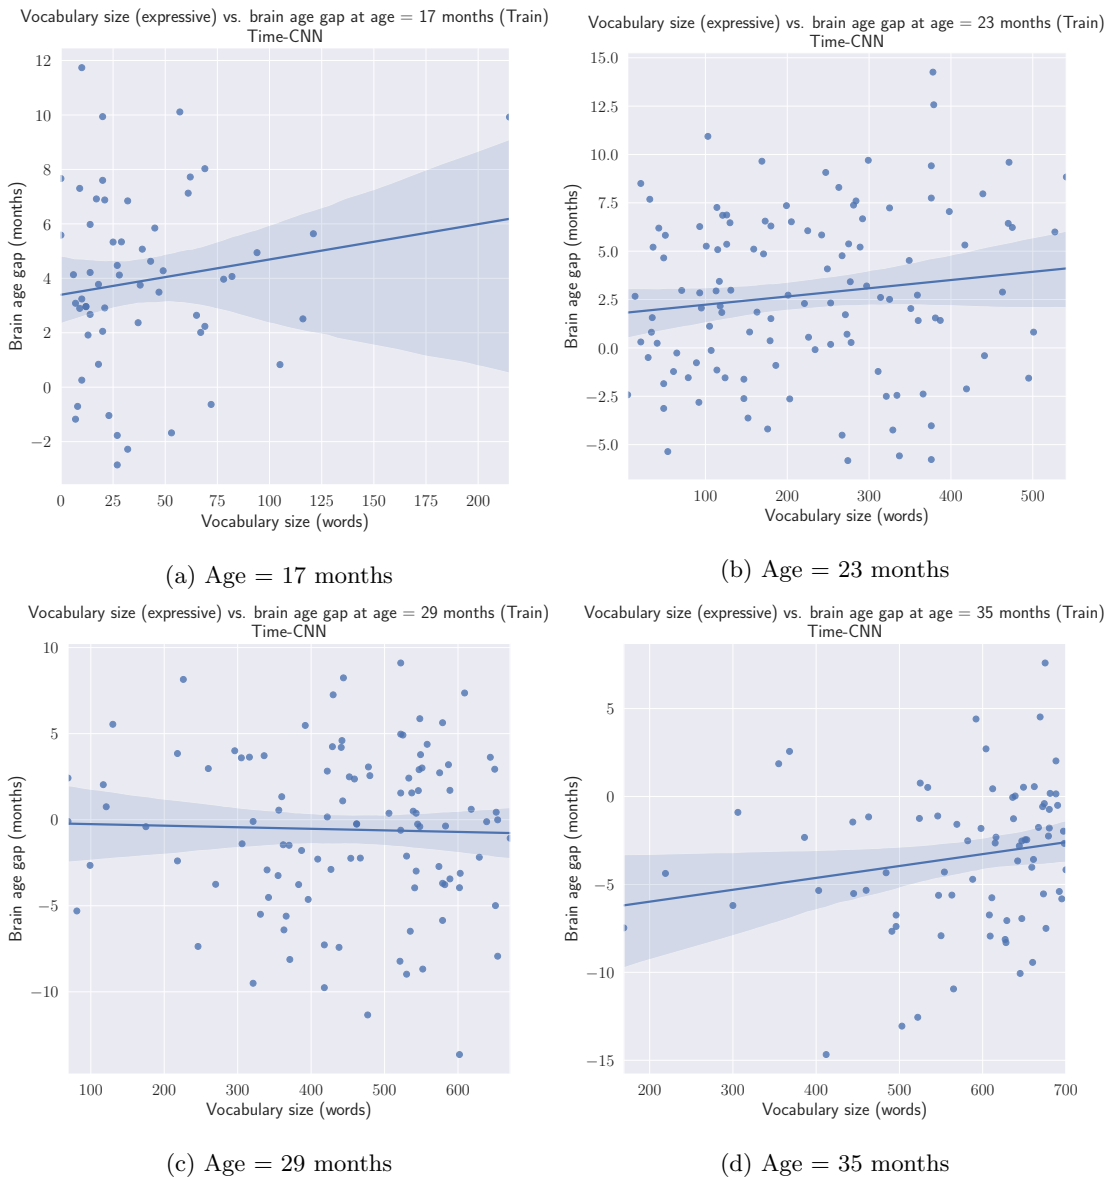 Vocabulary size (expressive) vs. brain age gap at age = 17 months (Train)
Time-CNN
12
10
8
6
4
2
0
−2
Brain age gap (months)
0 25 50 75 100 125 150 175 200
Vocabulary size (words)
(a) Age = 17 months
Vocabulary size (expressive) vs. brain age gap at age = 23 months (Train)
Time-CNN
15.0
12.5
10.0
7.5
5.0
2.5
0.0
−2.5
−5.0
Brain age gap (months)
100 200 300 400 500
Vocabulary size (words)
(b) Age = 23 months
Vocabulary size (expressive) vs. brain age gap at age = 29 months (Train)
Time-CNN
10
5
0
−5
−10
Brain age gap (months)
100 200 300 400 500 600
Vocabulary size (words)
(c) Age = 29 months
Vocabulary size (expressive) vs. brain age gap at age = 35 months (Train)
Time-CNN
5
0
−5
−10
−15
Brain age gap (months)
200 300 400 500 600 700
Vocabulary size (words)
(d) Age = 35 months